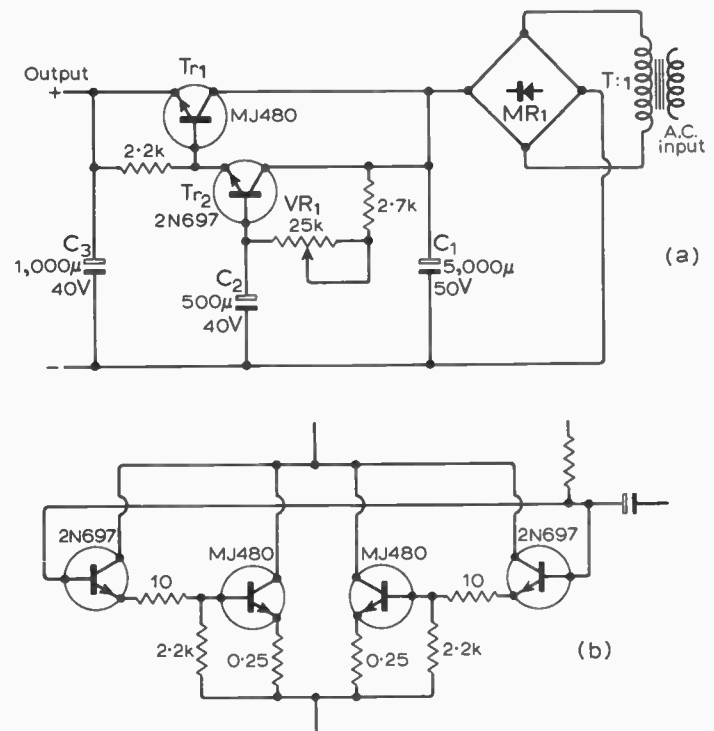 Output
+
Tr1
MJ480
2·2k
Tr2
2N697
VR1
25k
2·7k
C3
1,000μ
40V
C2
500μ
40V
C1
5,000μ
50V
MR1
T:1
A.C.
input
(a)
−
2N697
10
MJ480
2·2k
0·25
MJ480
0·25
10
2·2k
2N697
(b)